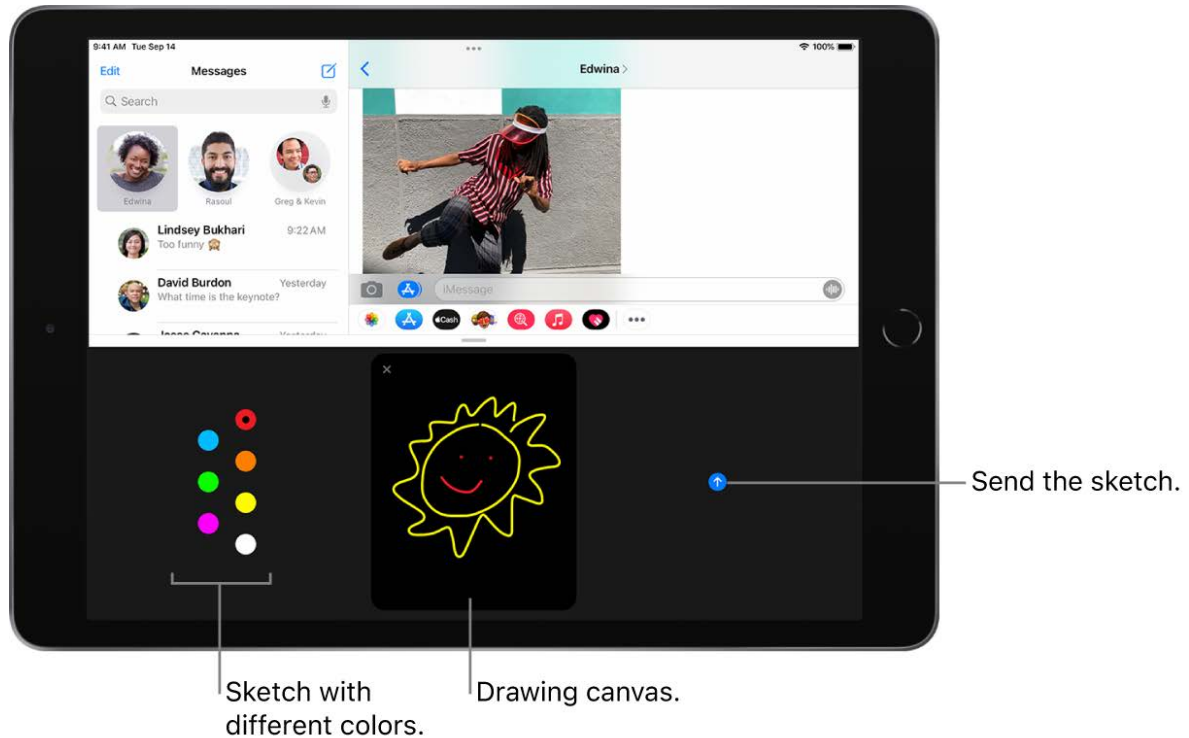 9:41 AM Tue Sep 14
100%
Edit
Messages
Edwina
Search
Edwina
Rasoul
Greg & Kevin
Lindsey Bukhari
9:22 AM
Too funny
David Burdon
Yesterday
What time is the keynote?
iMessage
Cash
Send the sketch.
Sketch with
different colors.
Drawing canvas.